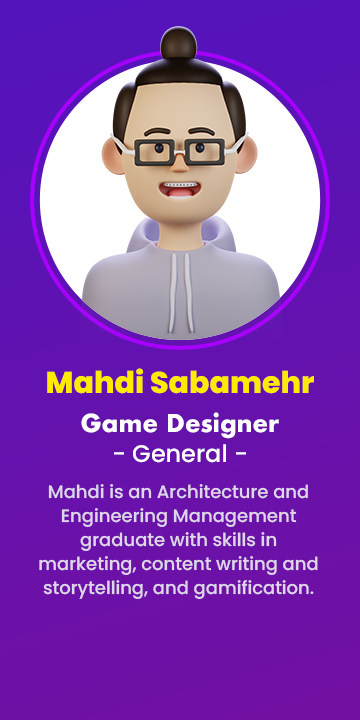 Mahdi Sabamehr
Game Designer
- General -
Mahdi is an Architecture and
Engineering Management
graduate with skills in
marketing, content writing and
storytelling, and gamification.